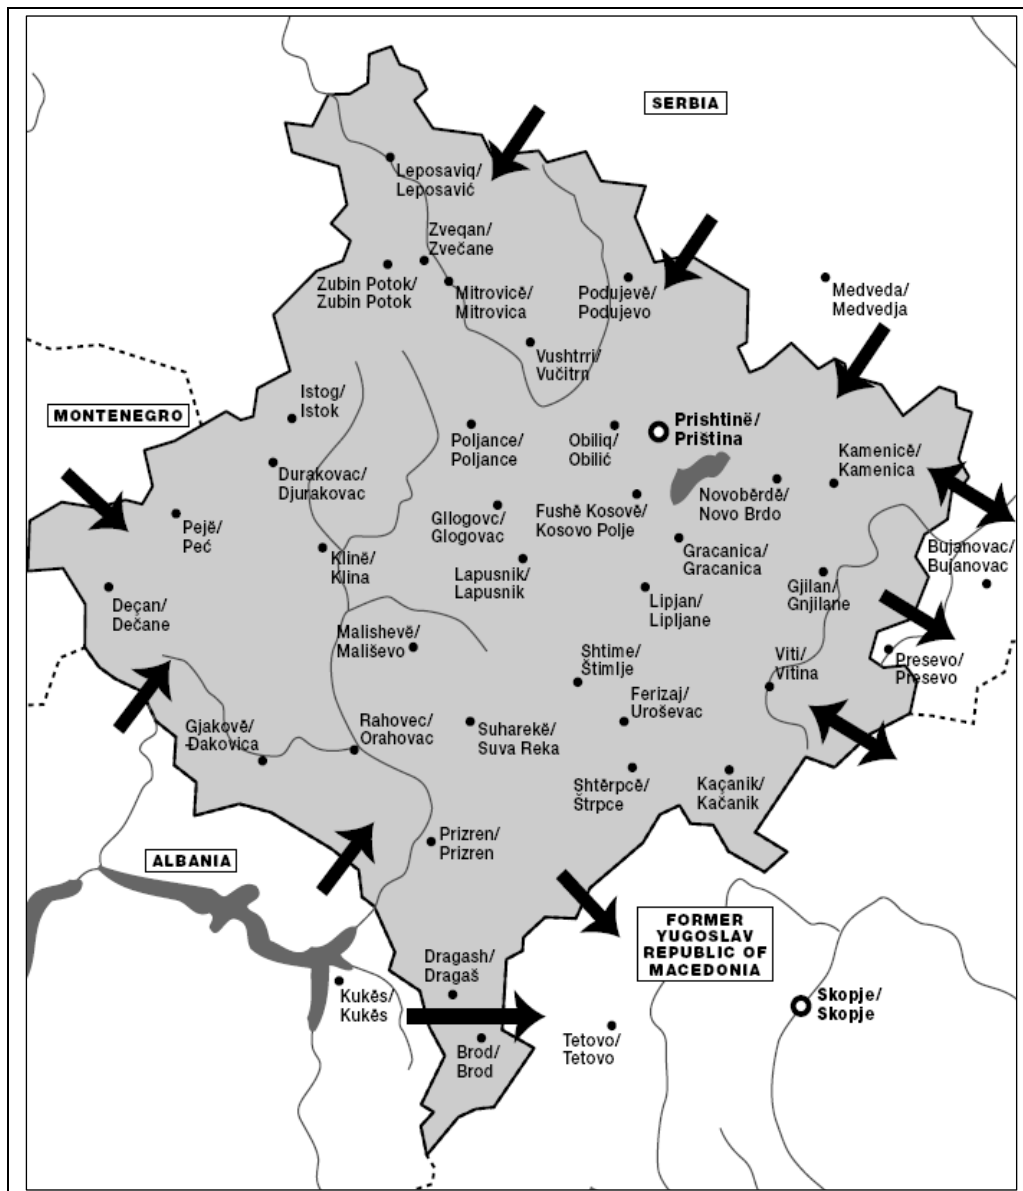 SERBIA
Leposaviq/
Leposavić
Zveqan/
Zvečane
Zubin Potok/
Zubin Potok
Mitrovicë/
Mitrovica
Podujevë/
Podujevo
Medveda/
Medvedja
Vushtrri/
Vučitrn
Istog/
Istok
MONTENEGRO
Poljance/
Poljance
Obiliq/
Obilić
Prishtinë/
Priština
Kamenicë/
Kamenica
Durakovac/
Djurakovac
Novobërdë/
Novo Brdo
Pejë/
Peć
Gllogovc/
Glogovac
Fushë Kosovë/
Kosovo Polje
Klinë/
Klina
Gracanica/
Gracanica
Bujanovac/
Bujanovac
Lapusnik/
Lapusnik
Gjilan/
Gnjilane
Deçan/
Dečane
Lipjan/
Lipljane
Malishevë/
Mališevo
Shtime/
Štimlje
Viti/
Vitina
Presevo/
Presevo
Ferizaj/
Uroševac
Gjakovë/
Đakovica
Rahovec/
Orahovac
Suharekë/
Suva Reka
Shtërpcë/
Štrpce
Kaçanik/
Kačanik
Prizren/
Prizren
ALBANIA
FORMER
YUGOSLAV
REPUBLIC OF
MACEDONIA
Dragash/
Dragaš
Kukës/
Kukës
Skopje/
Skopje
Tetovo/
Tetovo
Brod/
Brod